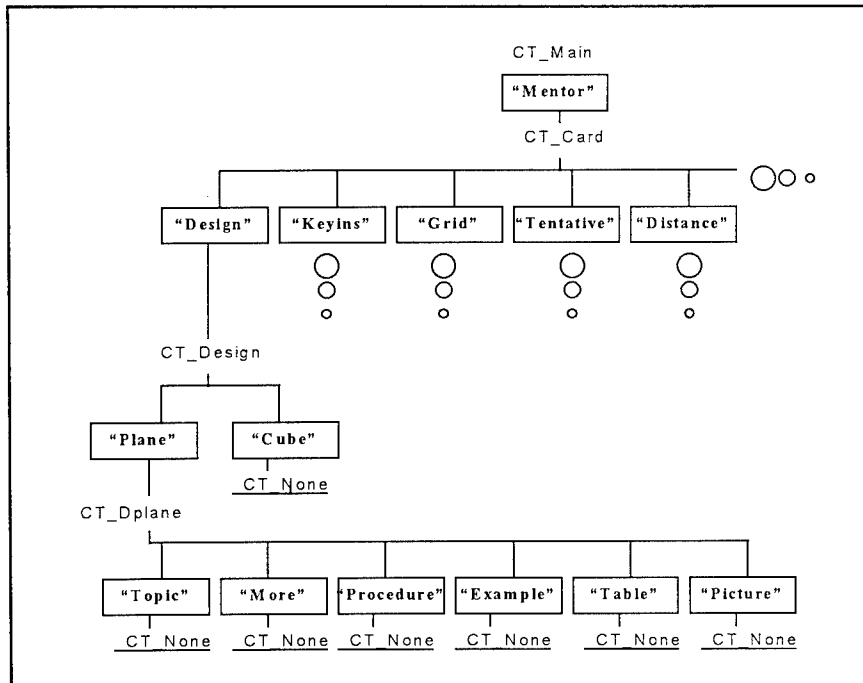 CT_Main
“Mentor”
CT_Card
“Design” “Keyins” “Grid” “Tentative” “Distance”
CT_Design
“Plane” “Cube”
CT_None
CT_Dplane
“Topic” “More” “Procedure” “Example” “Table” “Picture”
CT_None CT_None CT_None CT_None CT_None CT_None